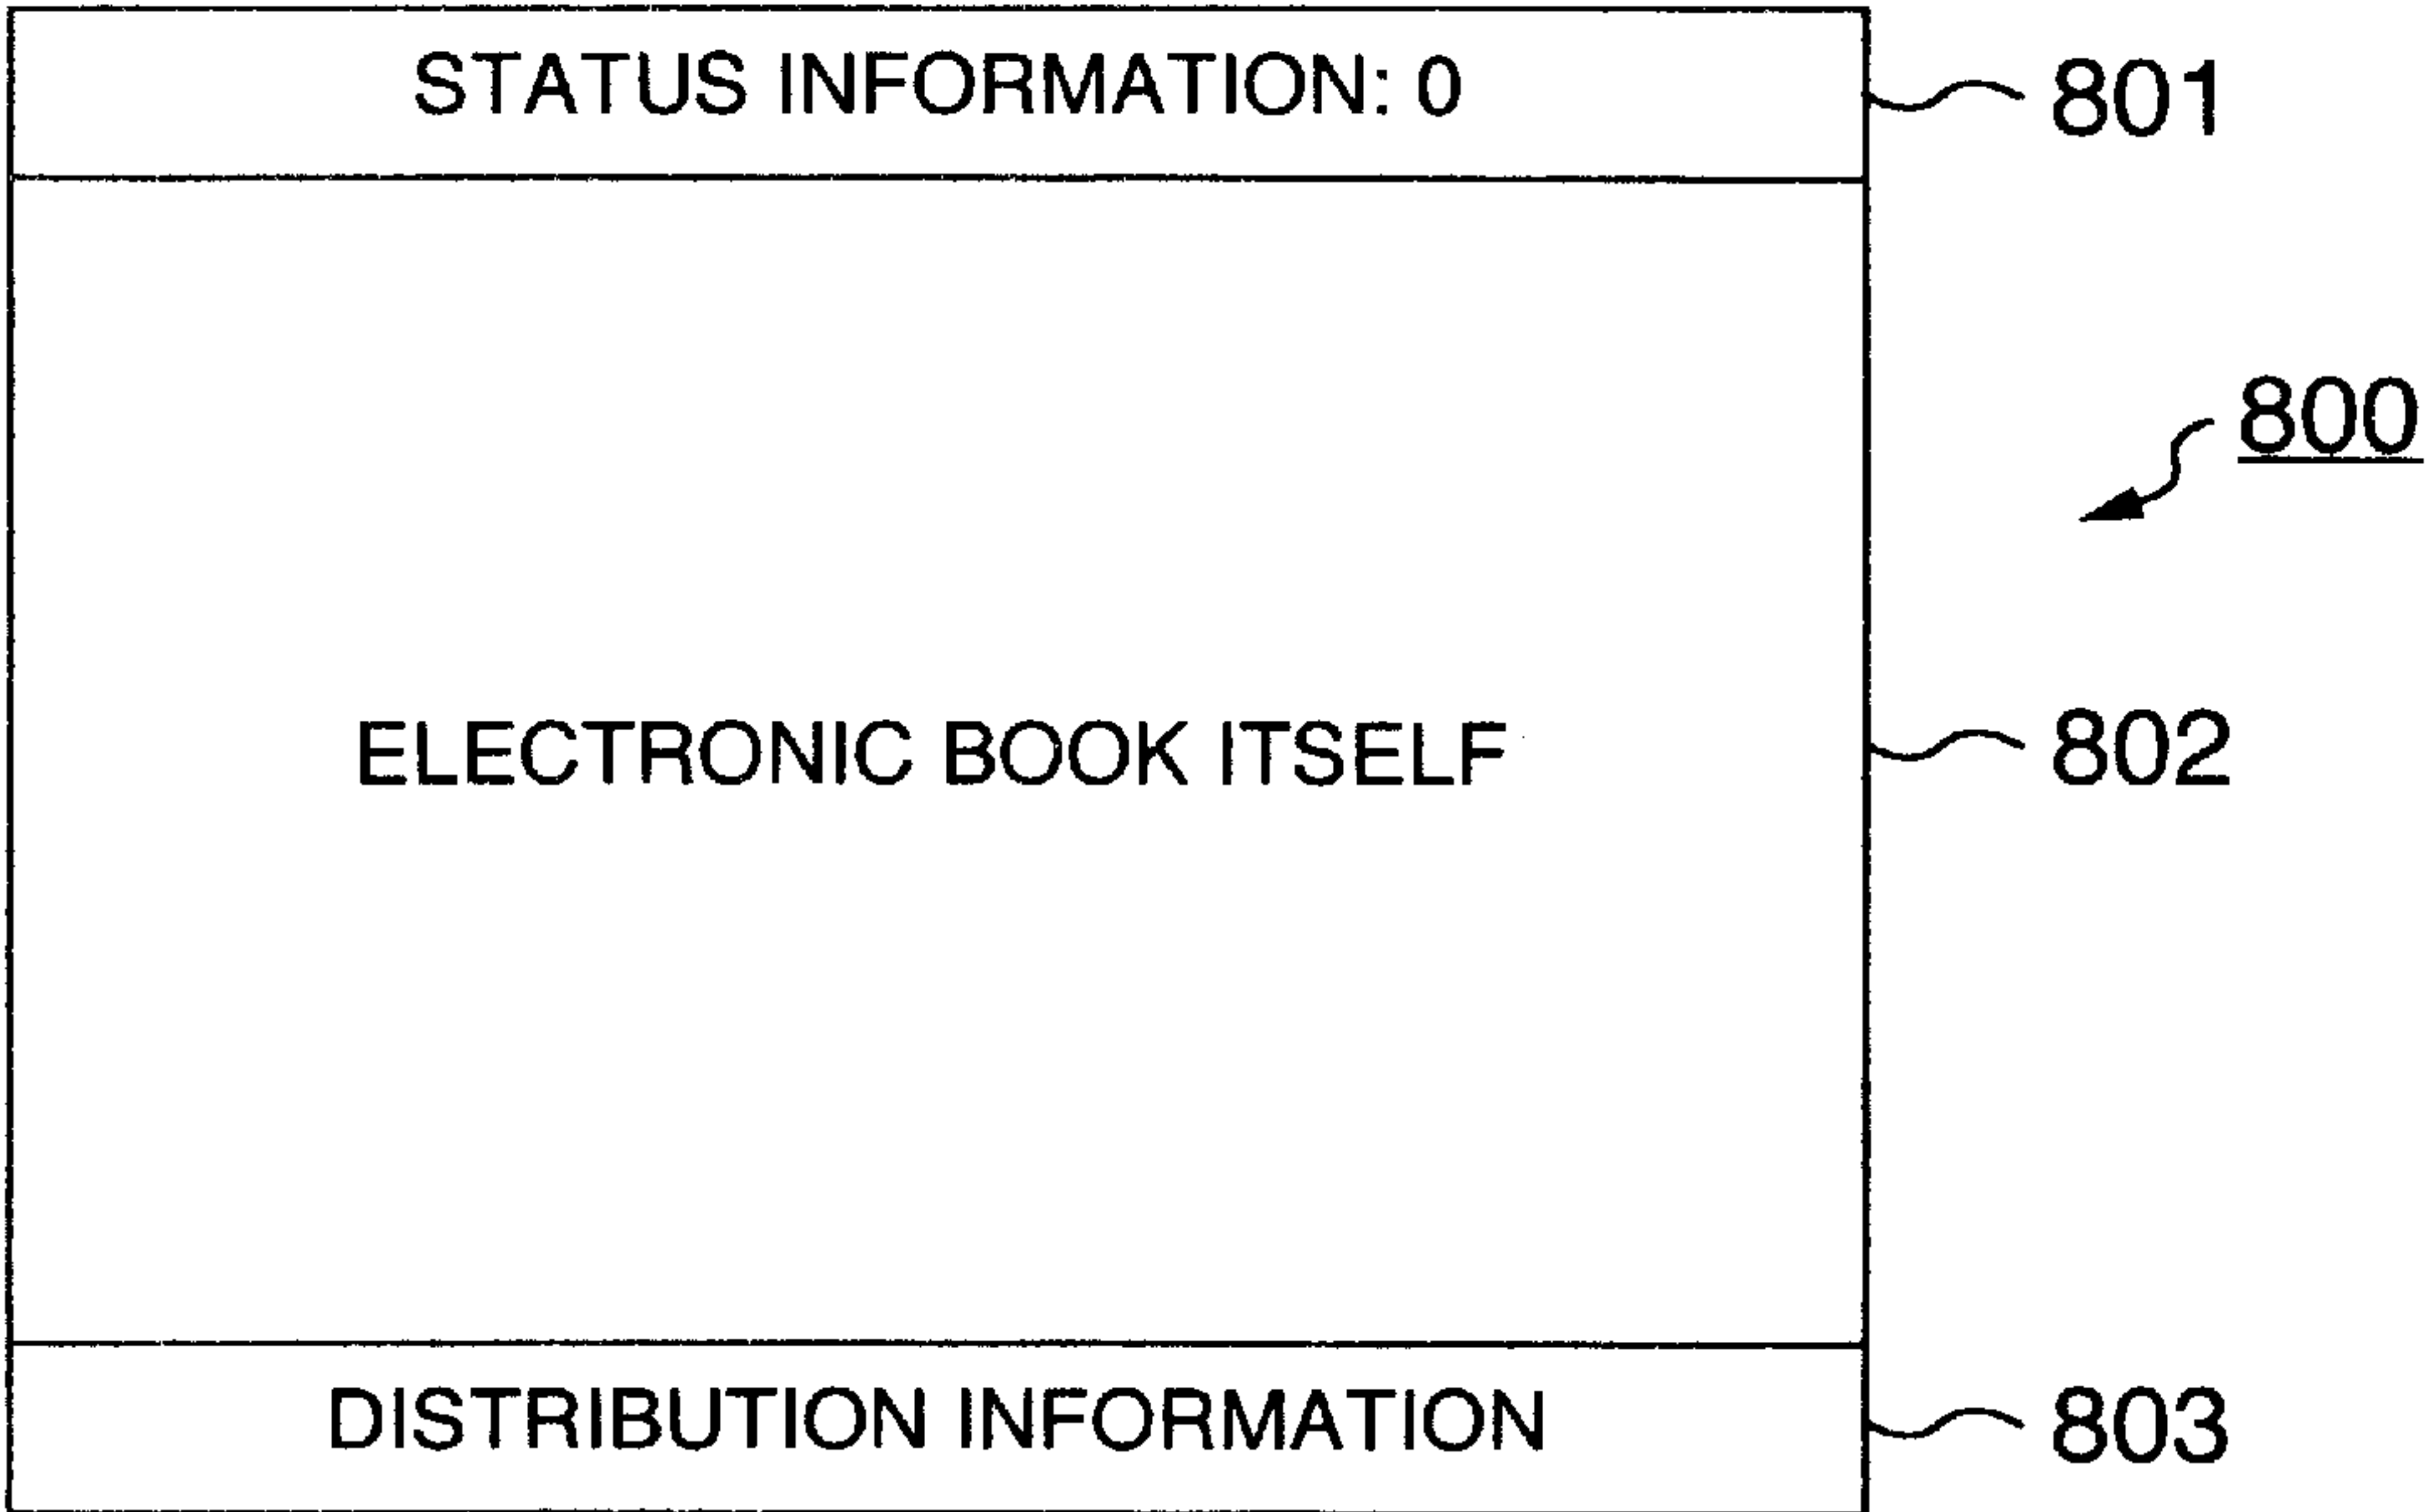 STATUS INFORMATION: 0
801
800
ELECTRONIC BOOK ITSELF
802
DISTRIBUTION INFORMATION
803